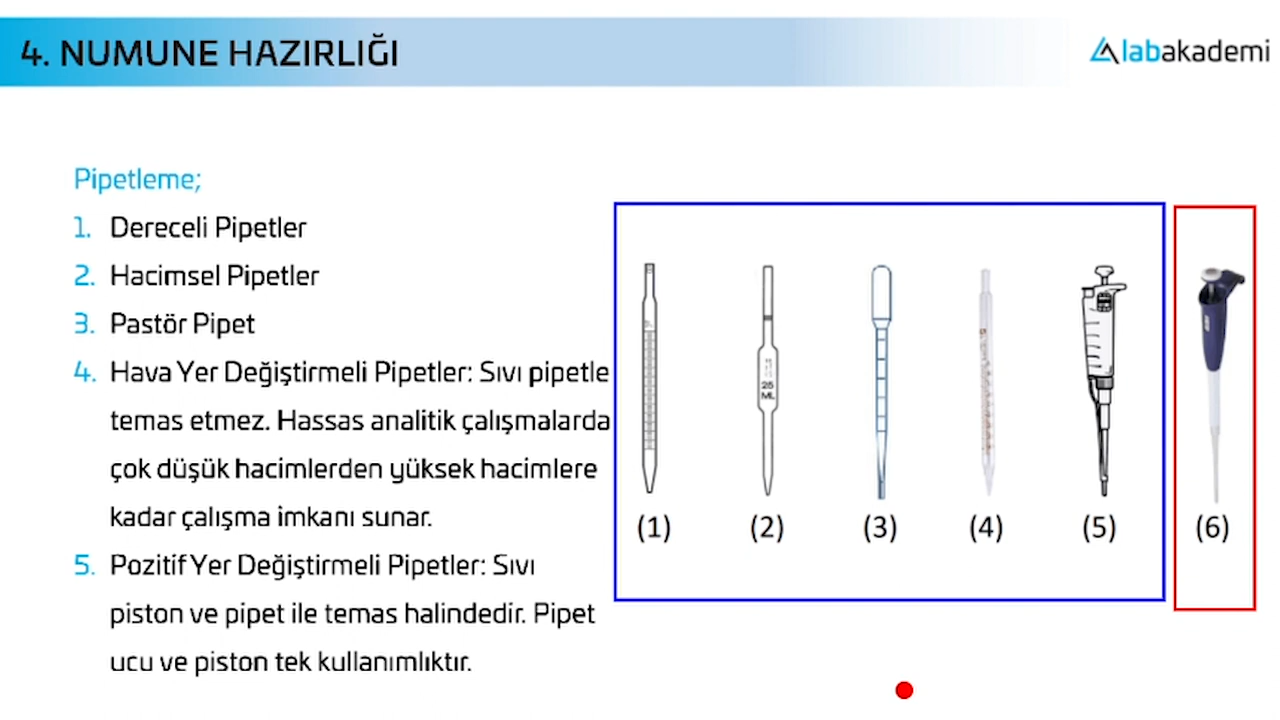 4. NUMUNE HAZIRLIĞI
labakademi
Pipetleme;
1. Dereceli Pipetler
2. Hacimsel Pipetler
3. Pastör Pipet
4. Hava Yer Değiştirmeli Pipetler: Sıvı pipetle
temas etmez. Hassas analitik çalışmalarda
çok düşük hacimlerden yüksek hacimlere
kadar çalışma imkanı sunar.
5. Pozitif Yer Değiştirmeli Pipetler: Sıvı
piston ve pipet ile temas halindedir. Pipet
ucu ve piston tek kullanımlıktır.
25
ML
(1) (2) (3) (4) (5) (6)